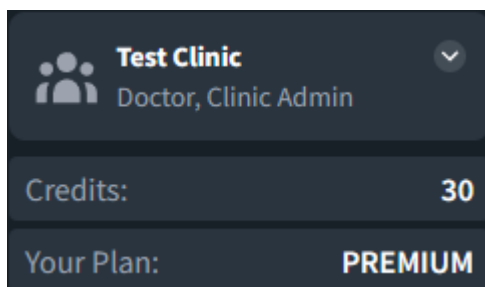 Test Clinic
Doctor, Clinic Admin
Credits: 30
Your Plan: PREMIUM